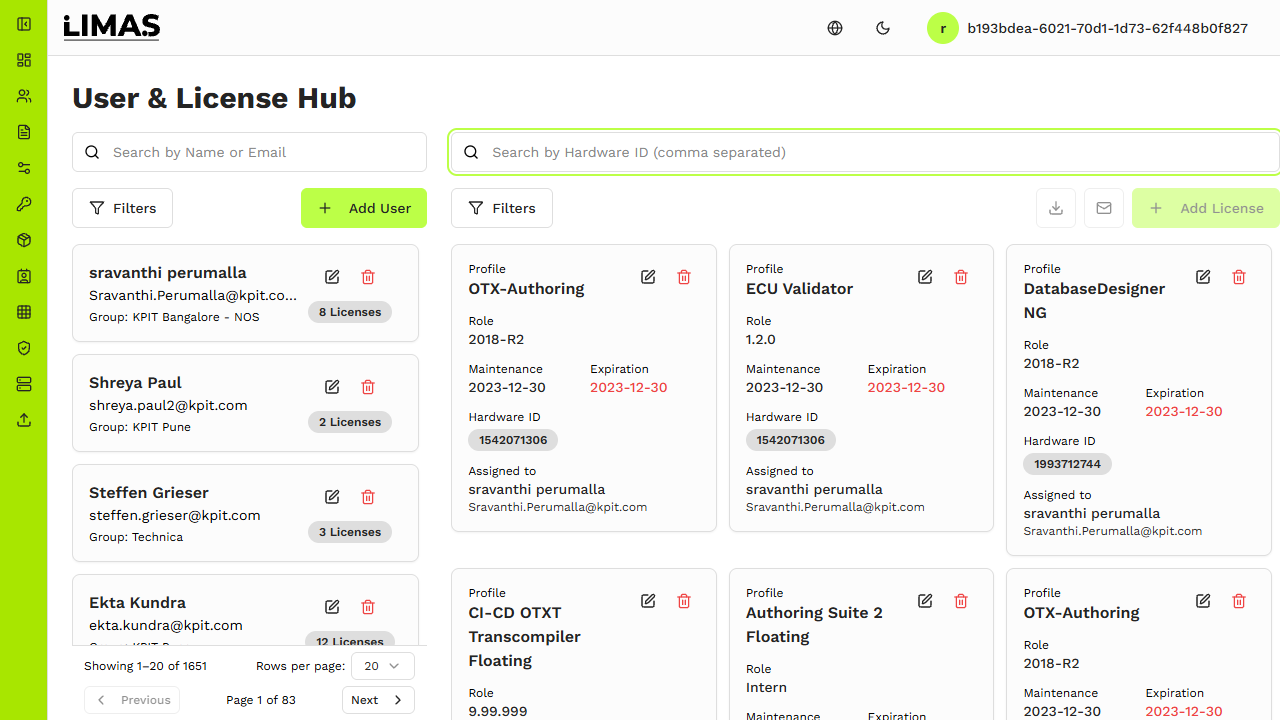 LIMAS
r
b193bdea-6021-70d1-1d73-62f448b0f827
User & License Hub
Search by Name or Email
Filters
Add User
sravanthi perumalla
Sravanthi.Perumalla@kpit.co...
Group: KPIT Bangalore - NOS
8 Licenses
Shreya Paul
shreya.paul2@kpit.com
Group: KPIT Pune
2 Licenses
Steffen Grieser
steffen.grieser@kpit.com
Group: Technica
3 Licenses
Ekta Kundra
ekta.kundra@kpit.com
12 Licenses
Showing 1–20 of 1651
Rows per page:
20
Previous
Page 1 of 83
Next
Search by Hardware ID (comma separated)
Filters
Add License
Profile
OTX-Authoring
Role
2018-R2
Maintenance
Expiration
2023-12-30
2023-12-30
Hardware ID
1542071306
Assigned to
sravanthi perumalla
Sravanthi.Perumalla@kpit.com
Profile
ECU Validator
Role
1.2.0
Maintenance
Expiration
2023-12-30
2023-12-30
Hardware ID
1542071306
Assigned to
sravanthi perumalla
Sravanthi.Perumalla@kpit.com
Profile
DatabaseDesigner
NG
Role
2018-R2
Maintenance
Expiration
2023-12-30
2023-12-30
Hardware ID
1993712744
Assigned to
sravanthi perumalla
Sravanthi.Perumalla@kpit.com
Profile
CI-CD OTXT
Transcompiler
Floating
Role
9.99.999
Profile
Authoring Suite 2
Floating
Role
Intern
Maintenance
Expiration
Profile
OTX-Authoring
Role
2018-R2
Maintenance
Expiration
2023-12-30
2023-12-30